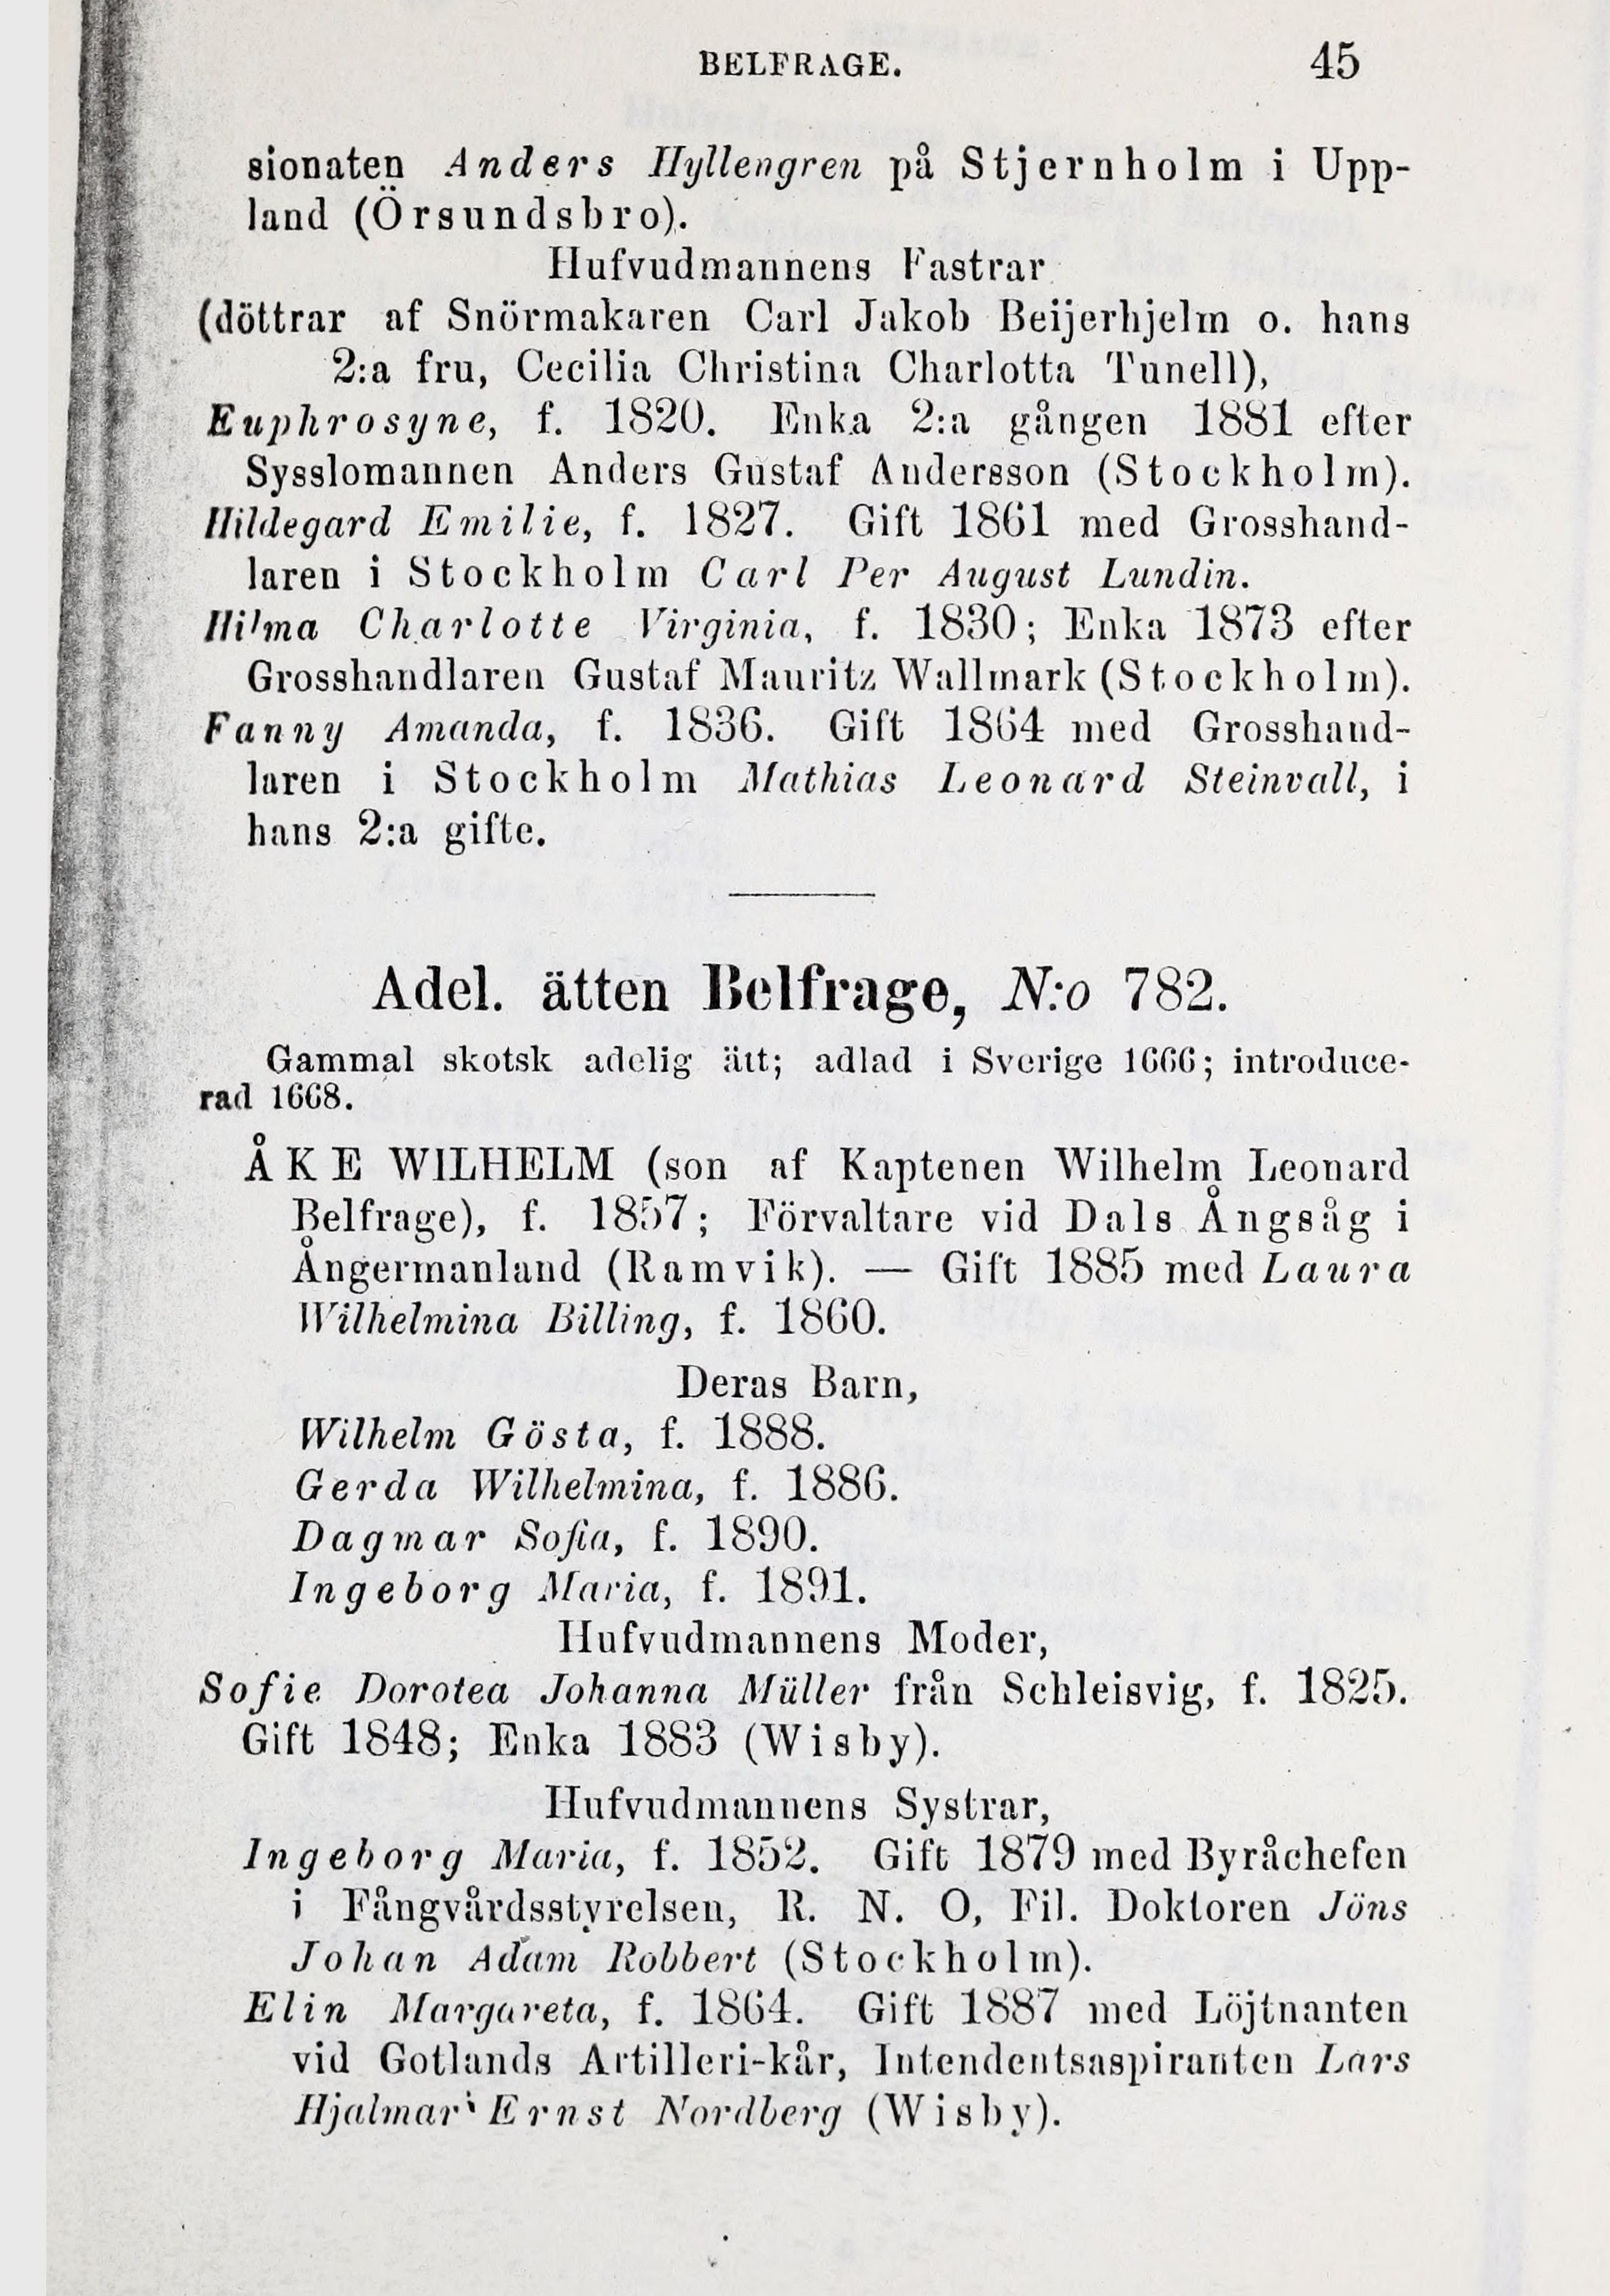 BELFRAGE. 45
sionaten Anders Hyllengren på Stjernholm i Upp-
land (Örsundsbro).
Hufvudmannens Fastrar
(döttrar af Snörmakaren Carl Jakob Beijerhjelm o. hans
2:a fru, Cecilia Christina Charlotta Tunell),
Euphrosyne, f. 1820. Enka 2:a gången 1881 efter
Sysslomannen Anders Gustaf Andersson (Stockholm).
Hildegard Emilie, f. 1827. Gift 1861 med Grosshand-
laren i Stockholm Carl Per August Lundin.
Hilma Charlotte Virginia, f. 1830; Enka 1873 efter
Grosshandlaren Gustaf Mauritz Wallmark (Stockholm).
Fanny Amanda, f. 1836. Gift 1864 med Grosshand-
laren i Stockholm Mathias Leonard Steinvall, i
hans 2:a gifte.
Adel. ätten Belfrage, N:o 782.
Gammal skotsk adelig ätt; adlad i Sverige 1666; introduce-
rad 1668.
ÅKE WILHELM (son af Kaptenen Wilhelm Leonard
Belfrage), f. 1857; Förvaltare vid Dals Ångsåg i
Ångermanland (Ramvik). — Gift 1885 med Laura
Wilhelmina Billing, f. 1860.
Deras Barn,
Wilhelm Gösta, f. 1888.
Gerda Wilhelmina, f. 1886.
Dagmar Sofia, f. 1890.
Ingeborg Maria, f. 1891.
Hufvudmannens Moder,
Sofie Dorotea Johanna Müller från Schleisvig, f. 1825.
Gift 1848; Enka 1883 (Wisby).
Hufvudmannens Systrar,
Ingeborg Maria, f. 1852. Gift 1879 med Byråchefen
i Fångvårdsstyrelsen, R. N. O, Fil. Doktoren Jöns
Johan Adam Robbert (Stockholm).
Elin Margareta, f. 1864. Gift 1887 med Löjtnanten
vid Gotlands Artilleri-kår, Intendentsaspiranten Lars
Hjalmar Ernst Nordberg (Wisby).